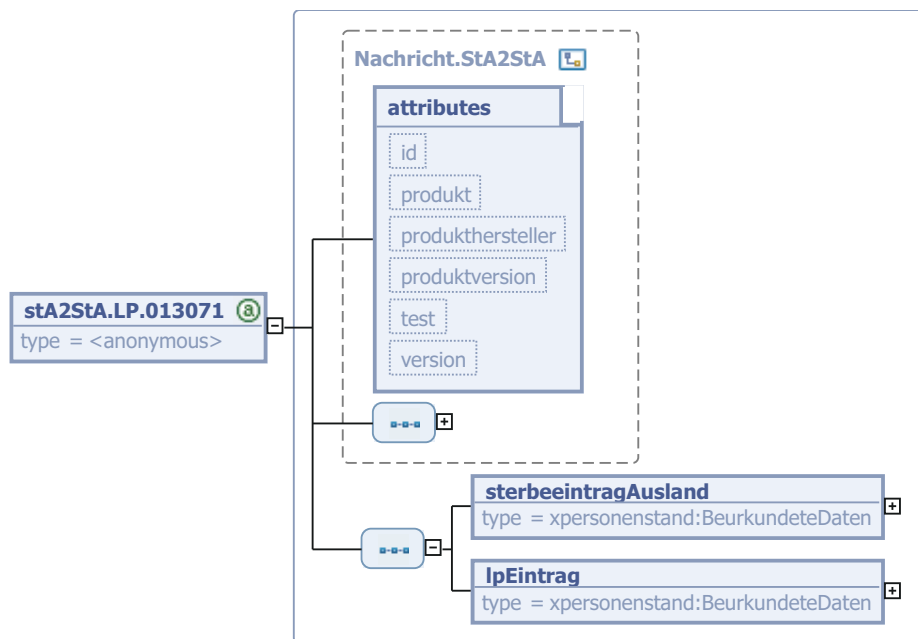 Nachricht.StA2StA
attributes
id
produkt
produkthersteller
produktversion
test
version
stA2StA.LP.013071
type = <anonymous>
sterbeeintragAusland
type = xpersonenstand:BeurkundeteDaten
lpEintrag
type = xpersonenstand:BeurkundeteDaten